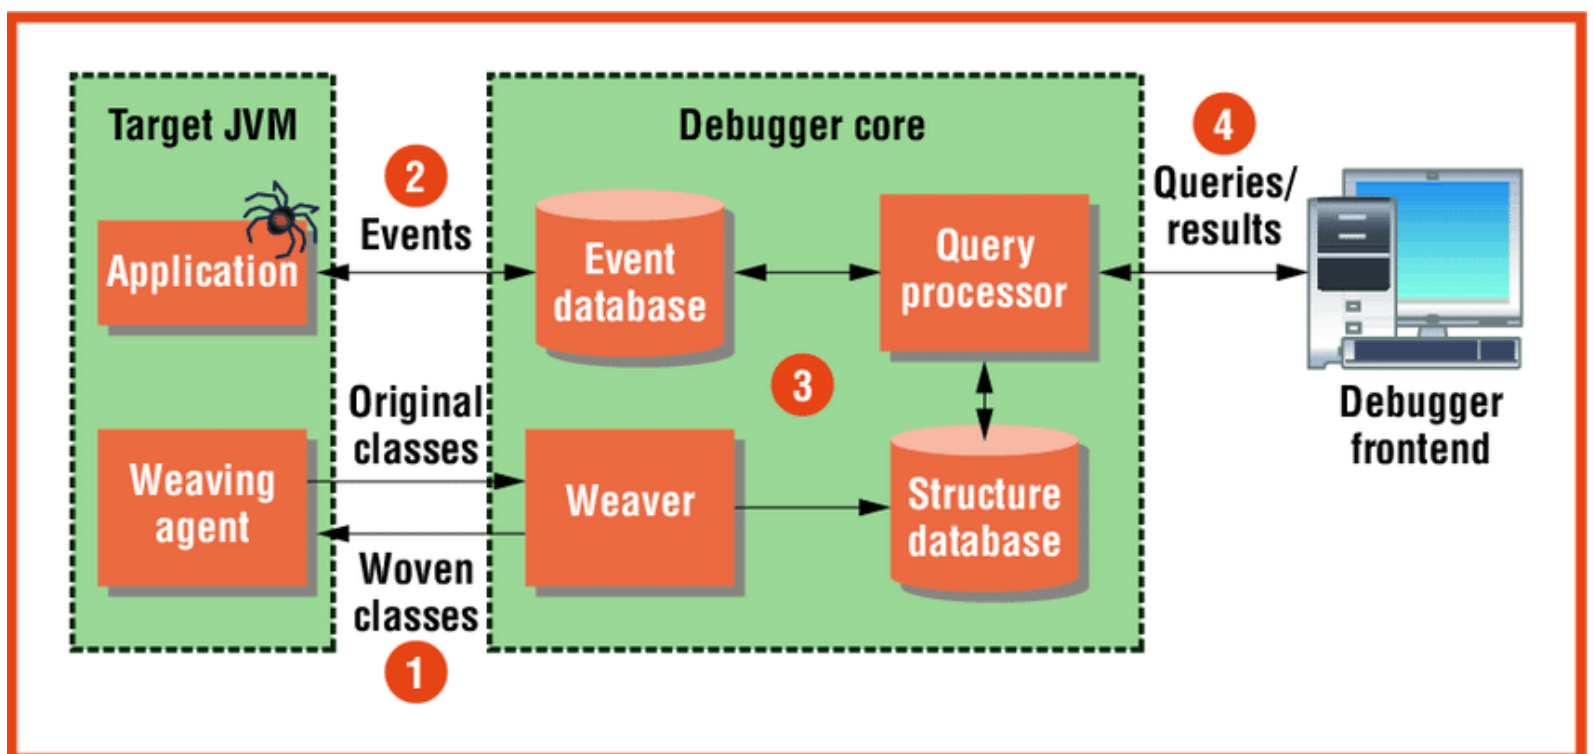 Target JVM
Application
Weaving
agent
2
Events
Original
classes
Woven
classes
1
Debugger core
Event
database
Query
processor
3
Weaver
Structure
database
4
Queries/
results
Debugger
frontend